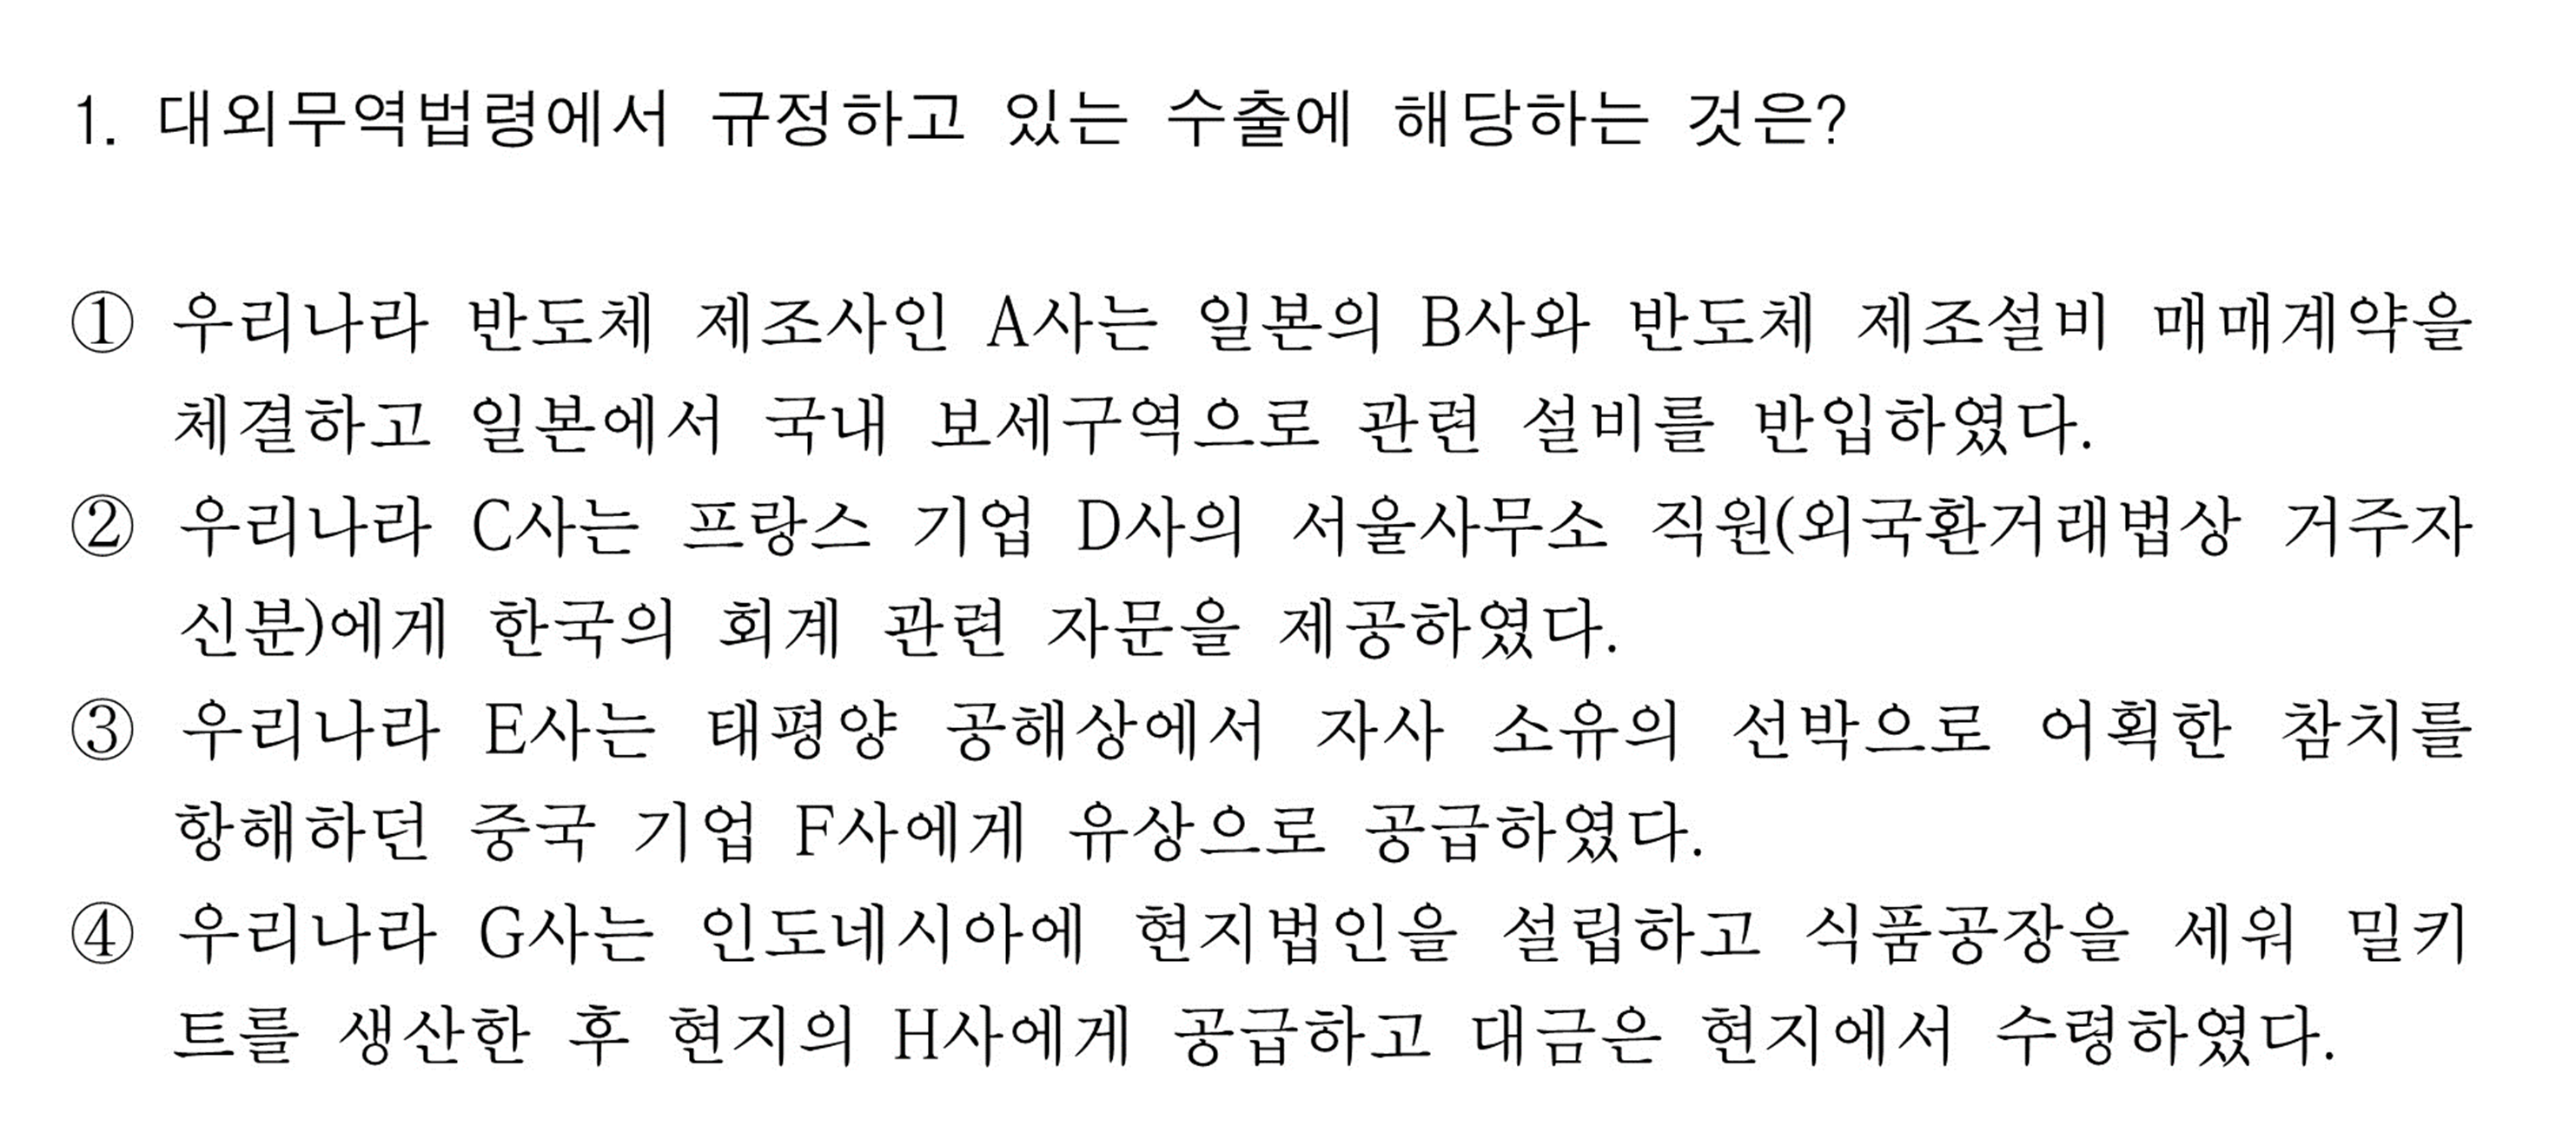 1. 대외무역법령에서 규정하고 있는 수출에 해당하는 것은?
① 우리나라 반도체 제조사인 A사는 일본의 B사와 반도체 제조설비 매매계약을
체결하고 일본에서 국내 보세구역으로 관련 설비를 반입하였다.
② 우리나라 C사는 프랑스 기업 D사의 서울사무소 직원(외국환거래법상 거주자
신분)에게 한국의 회계 관련 자문을 제공하였다.
③ 우리나라 E사는 태평양 공해상에서 자사 소유의 선박으로 어획한 참치를
항해하던 중국 기업 F사에게 유상으로 공급하였다.
④ 우리나라 G사는 인도네시아에 현지법인을 설립하고 식품공장을 세워 밀키
트를 생산한 후 현지의 H사에게 공급하고 대금은 현지에서 수령하였다.